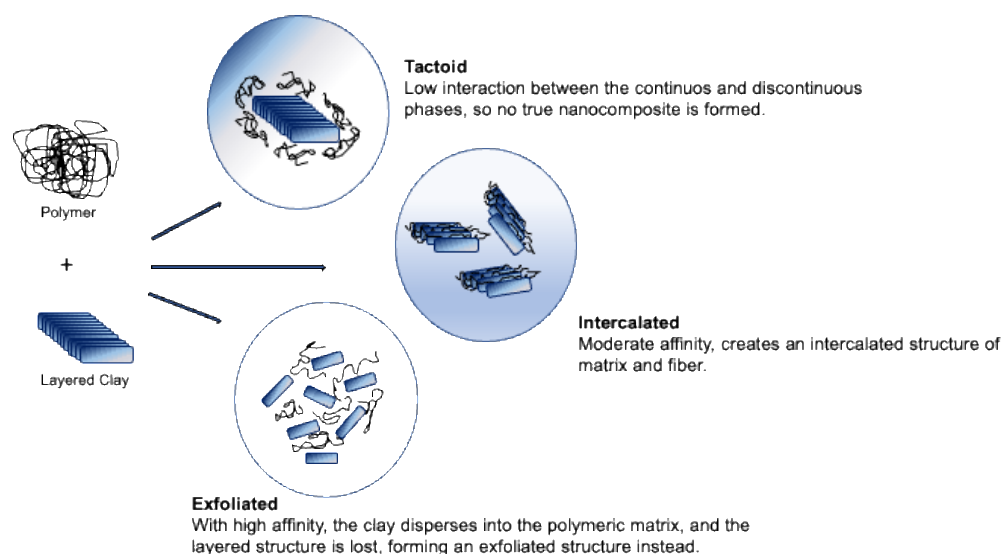 Tactoid
Low interaction between the continuos and discontinuous
phases, so no true nanocomposite is formed.
Polymer
+
Layered Clay
Intercalated
Moderate affinity, creates an intercalated structure of
matrix and fiber.
Exfoliated
With high affinity, the clay disperses into the polymeric matrix, and the
layered structure is lost, forming an exfoliated structure instead.